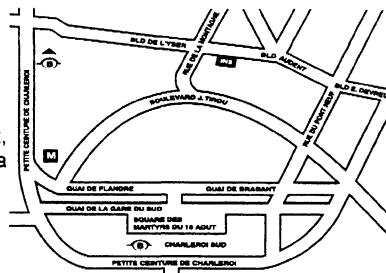 BLD DE L'YSER
RUE DE LA MONTAGNE
INS
BLD AUDENT
BLD E. DEVREUX
PETITE CEINTURE DE CHARLEROI
B
BOULEVARD J. TIROU
RUE DU PONT NEUF
M
QUAI DE FLANDRE
QUAI DE BRABANT
QUAI DE LA GARE DU SUD
SQUARE DES
MARTYRS DU 18 AOUT
B
CHARLEROI SUD
PETITE CEINTURE DE CHARLEROI